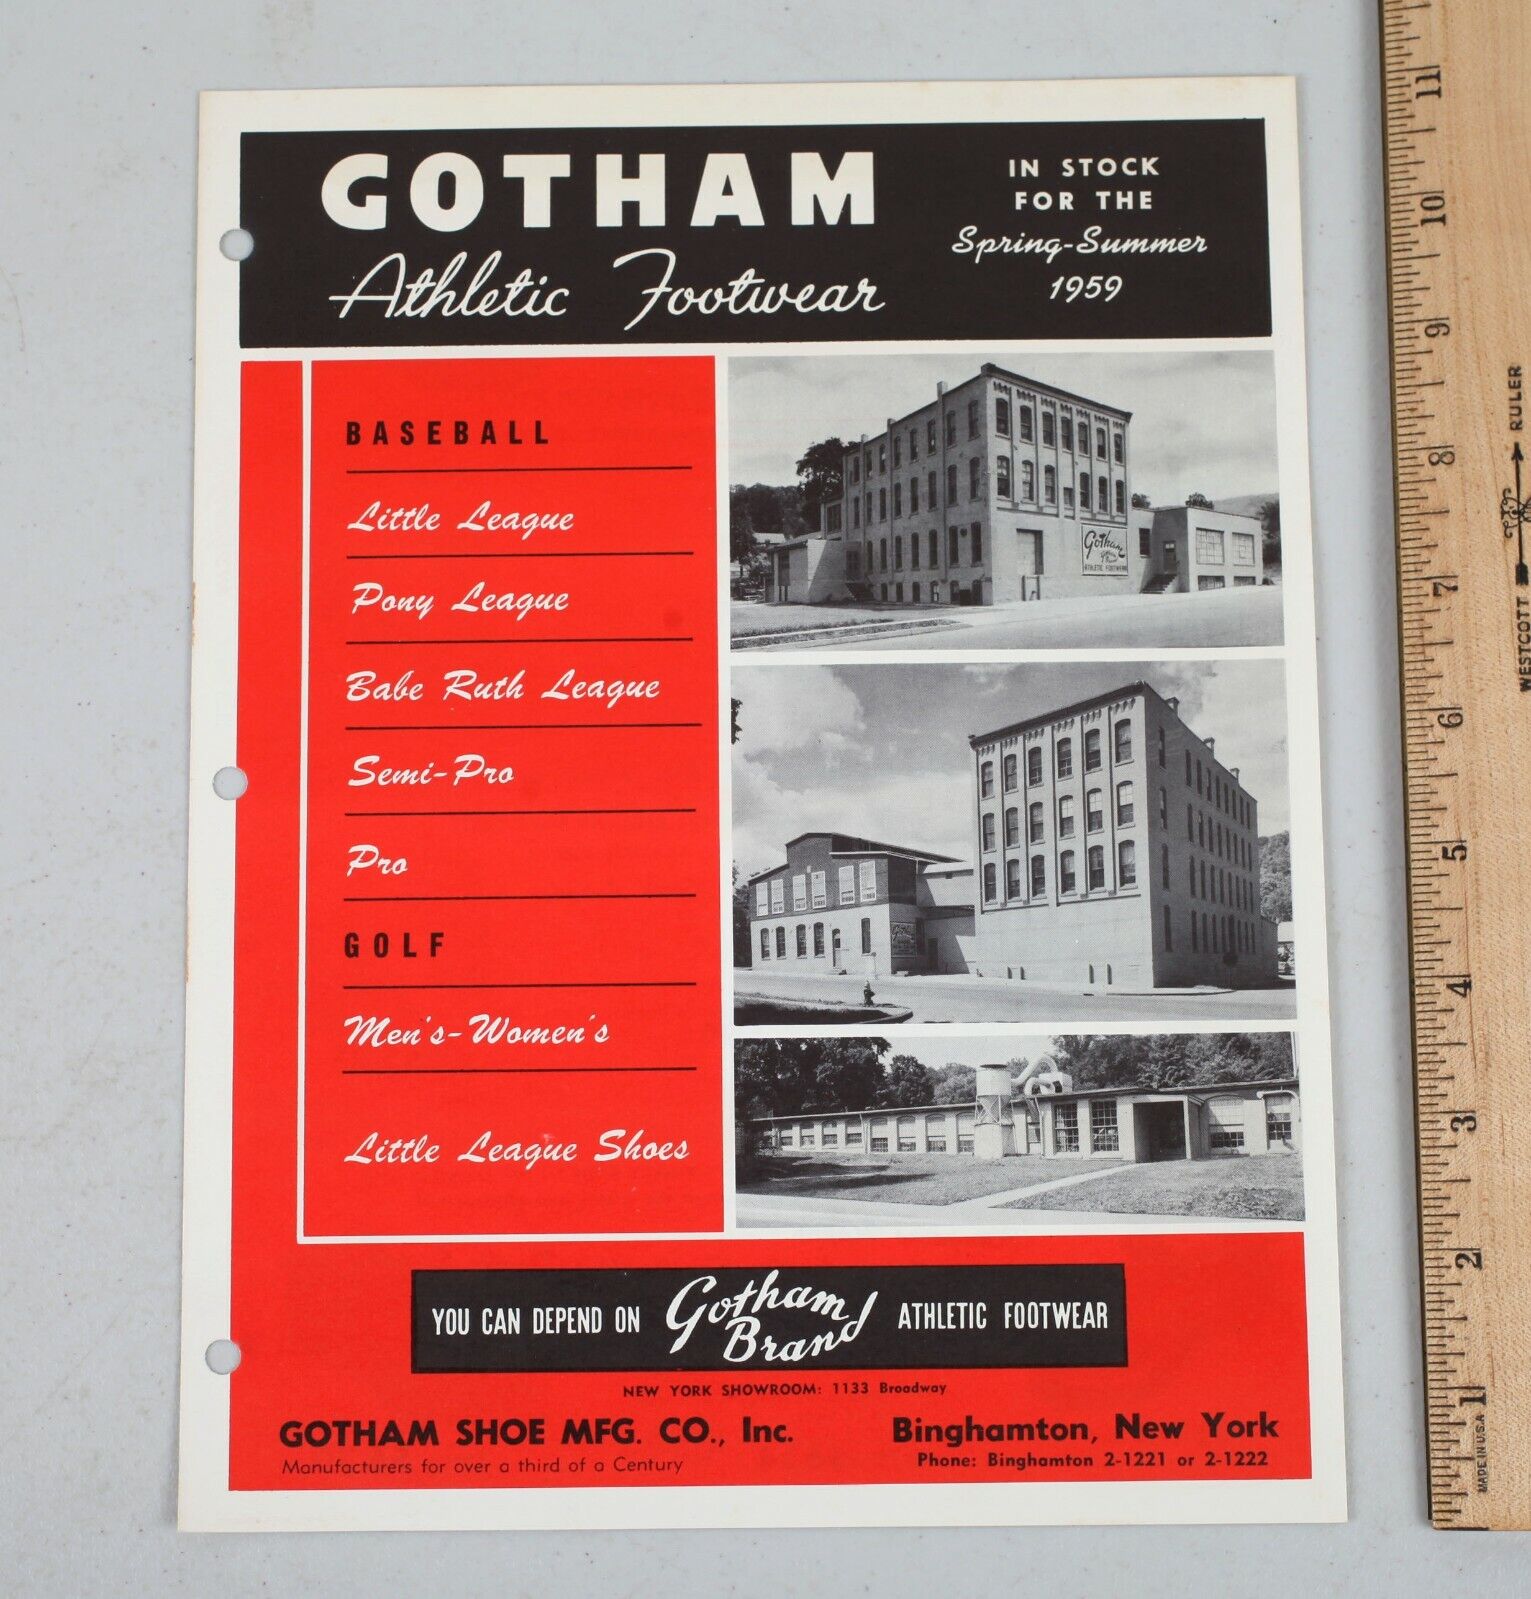 GOTHAM
Athletic Footwear
IN STOCK
FOR THE
Spring-Summer
1959
BASEBALL
Little League
Pony League
Babe Ruth League
Semi-Pro
Pro
GOLF
Men's-Women's
Little League Shoes
Gotham
Brand
ATHLETIC FOOTWEAR
YOU CAN DEPEND ON Gotham Brand ATHLETIC FOOTWEAR
NEW YORK SHOWROOM: 1133 Broadway
GOTHAM SHOE MFG. CO., Inc.
Manufacturers for over a third of a Century
Binghamton, New York
Phone: Binghamton 2-1221 or 2-1222
11
10
9
8
7
6
5
4
3
2
1
WESTCOTT RULER
MADE IN U.S.A